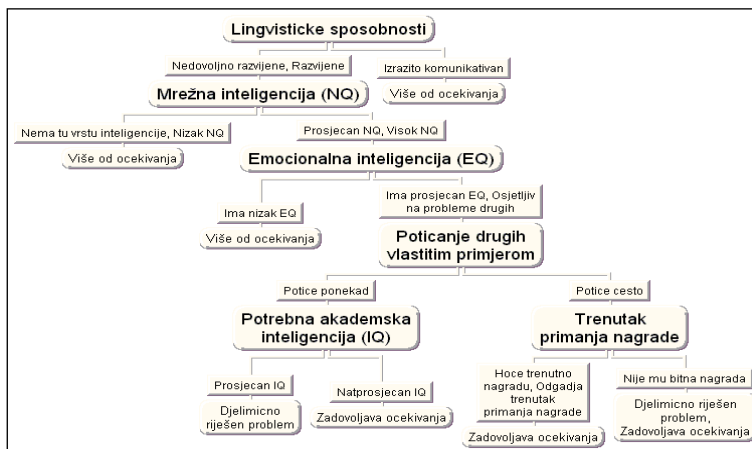 Lingvisticke sposobnosti
Nedovoljno razvijene, Razvijene
Izrazito komunikativan
Mrežna inteligencija (NQ)
Više od ocekivanja
Nema tu vrstu inteligencije, Nizak NQ
Prosjecan NQ, Visok NQ
Više od ocekivanja
Emocionalna inteligencija (EQ)
Ima nizak EQ
Ima prosjecan EQ, Osjetljiv
na probleme drugih
Više od ocekivanja
Poticanje drugih
vlastitim primjerom
Potice ponekad
Potice cesto
Potrebna akademska
inteligencija (IQ)
Trenutak
primanja nagrade
Prosjecan IQ
Natprosjecan IQ
Hoce trenutno
nagradu, Odgadja
trenutak
primanja nagrade
Nije mu bitna nagrada
Djelimicno
riješen problem
Zadovoljava ocekivanja
Zadovoljava ocekivanja
Djelimicno riješen
problem,
Zadovoljava ocekivanja